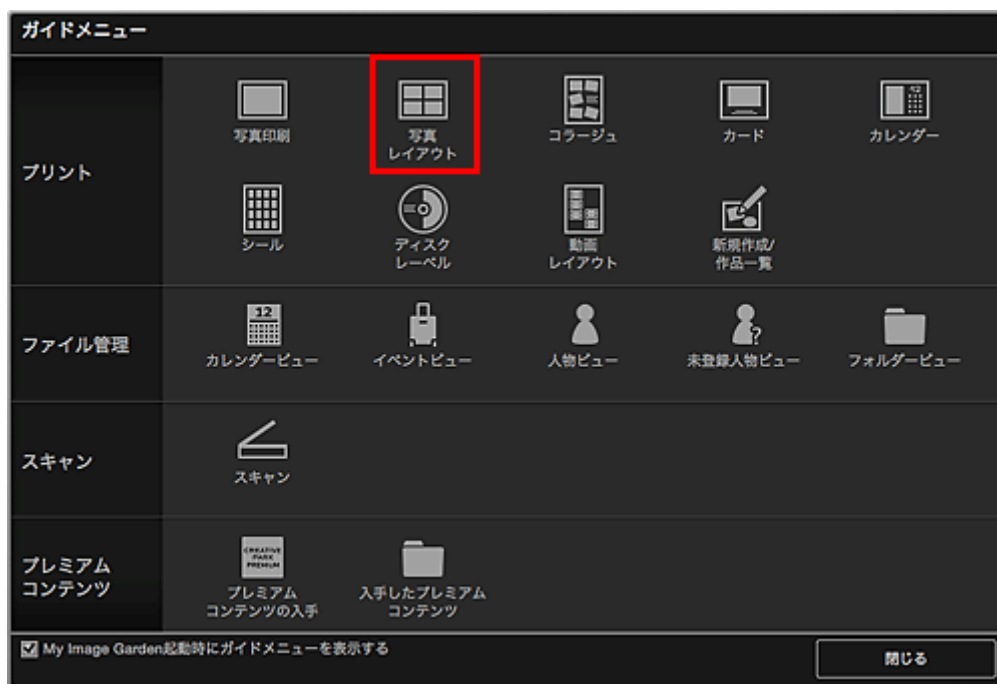 ガイドメニュー
プリント
写真印刷
写真
レイアウト
コラージュ
カード
12
カレンダー
シール
ディスク
レーベル
動画
レイアウト
新規作成/
作品一覧
ファイル管理
12
カレンダービュー
イベントビュー
人物ビュー
?
未登録人物ビュー
フォルダービュー
スキャン
スキャン
プレミアム
コンテンツ
CREATIVE
PARK
PREMIUM
プレミアム
コンテンツの入手
入手したプレミアム
コンテンツ
My Image Garden起動時にガイドメニューを表示する
閉じる